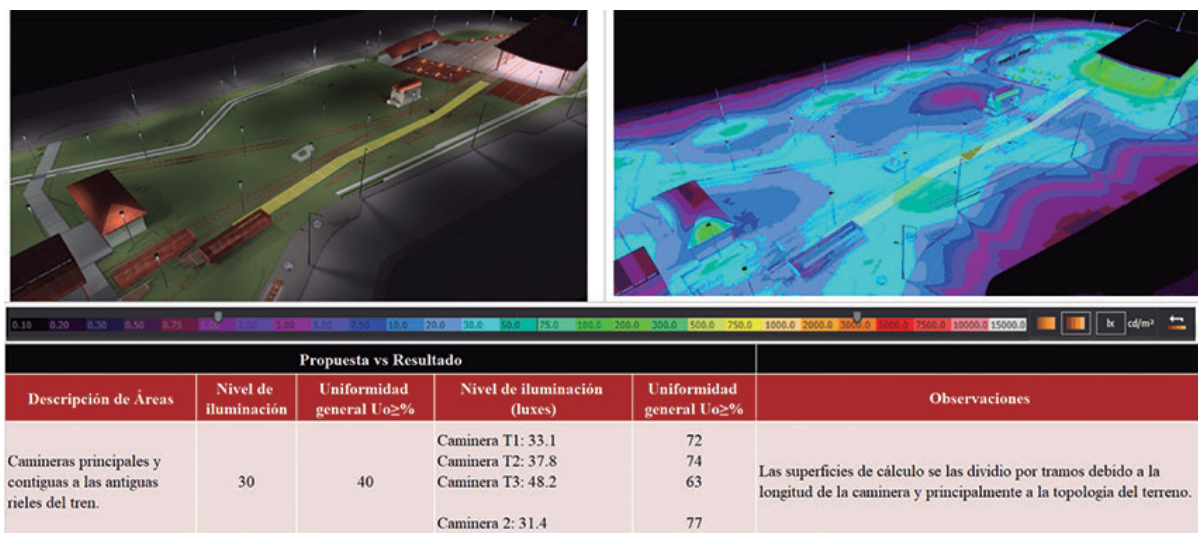 0.10 0.20 0.30 0.50 0.75 1.00 2.00 3.00 5.00 7.50 10.0 20.0 30.0 50.0 75.0 100.0 200.0 300.0 500.0 750.0 1000.0 2000.0 3000.0 5000.0 7500.0 10000.0 15000.0 lx cd/m²
Propuesta vs Resultado
Descripción de Áreas
Nivel de
iluminación
Uniformidad
general Uo≥%
Nivel de iluminación
(luxes)
Uniformidad
general Uo≥%
Observaciones
Camineras principales y
contiguas a las antiguas
rieles del tren.
30
40
Caminera T1: 33.1
Caminera T2: 37.8
Caminera T3: 48.2
Caminera 2: 31.4
72
74
63
77
Las superficies de cálculo se las dividio por tramos debido a la
longitud de la caminera y principalmente a la topología del terreno.